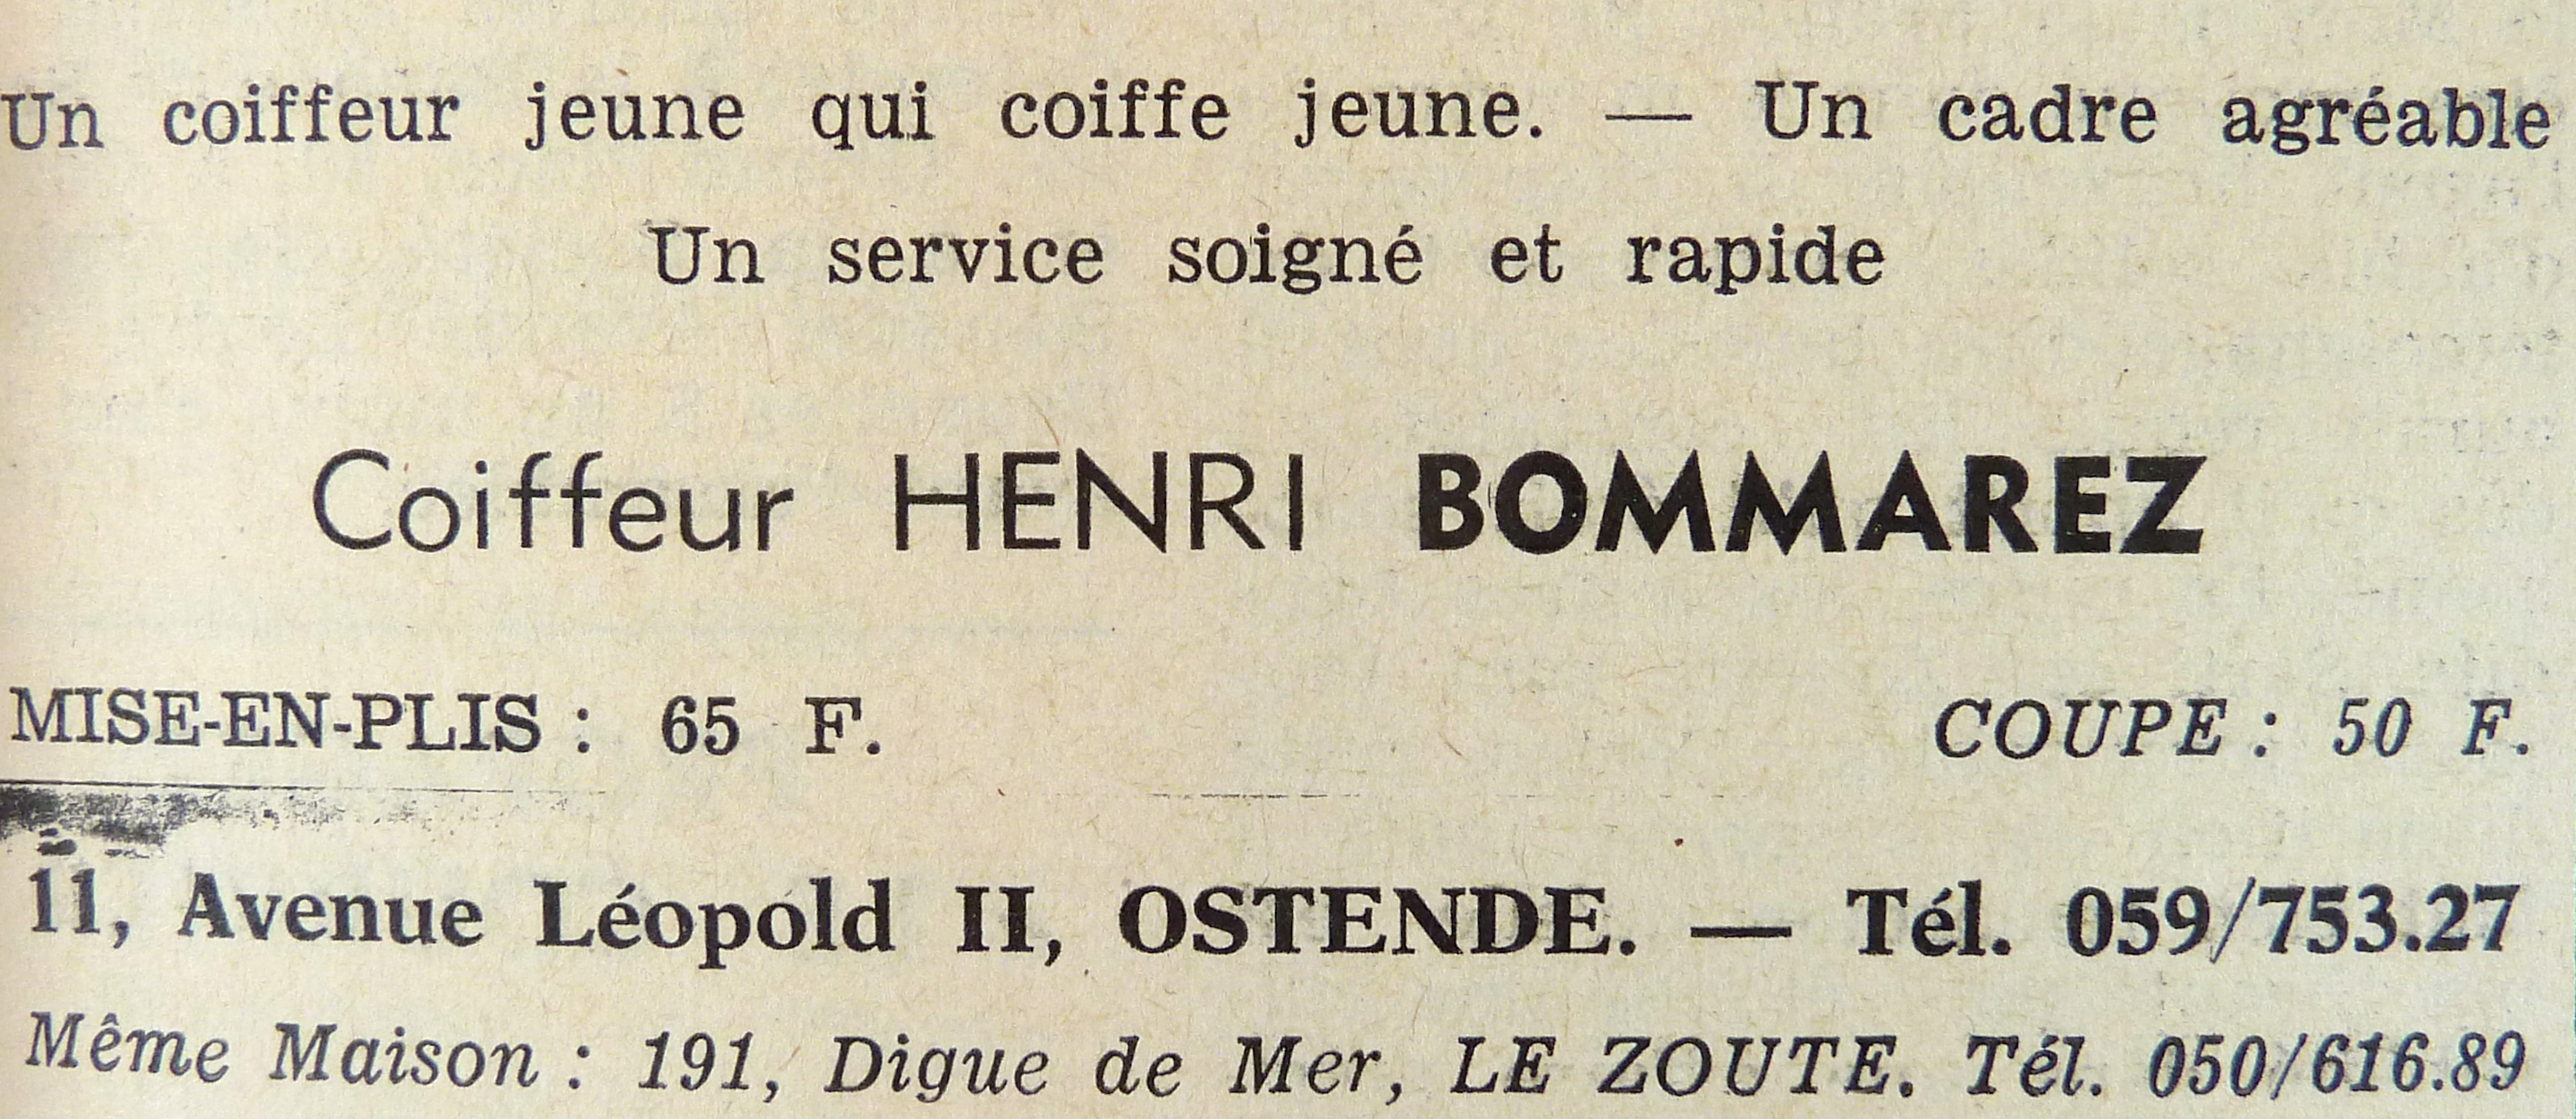 Un coiffeur jeune qui coiffe jeune. — Un cadre agréable
Un service soigné et rapide
Coiffeur HENRI BOMMAREZ
MISE-EN-PLIS : 65 F. COUPE : 50 F.
11, Avenue Léopold II, OSTENDE. — Tél. 059/753.27
Même Maison : 191, Digue de Mer, LE ZOUTE. Tél. 050/616.89